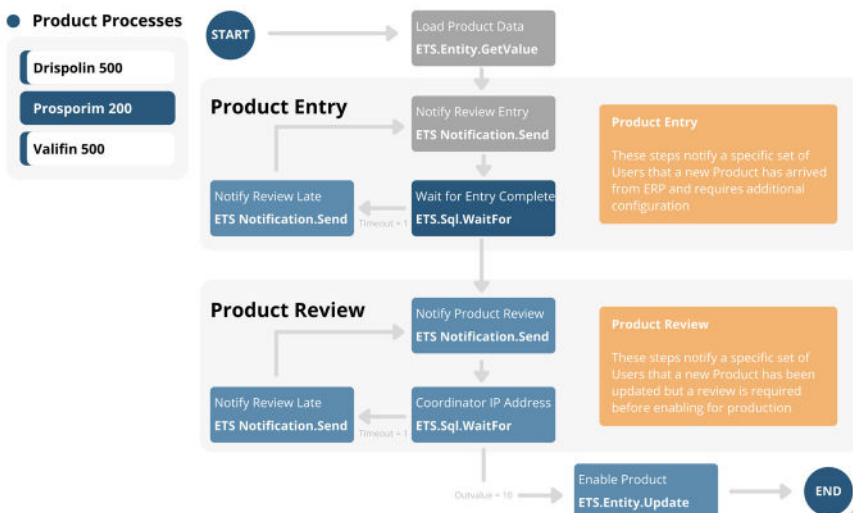 Product Processes
Drispolin 500
Prosporim 200
Valifin 500
START
Load Product Data
ETS.Entity.GetValue
Product Entry
Notify Review Entry
ETS Notification.Send
Notify Review Late
ETS Notification.Send
Timeout = 1
Wait for Entry Complete
ETS.Sql.WaitFor
Product Entry
These steps notify a specific set of
Users that a new Product has arrived
from ERP and requires additional
configuration
Product Review
Notify Product Review
ETS Notification.Send
Notify Review Late
ETS Notification.Send
Timeout = 1
Coordinator IP Address
ETS.Sql.WaitFor
Product Review
These steps notify a specific set of
Users that a new Product has been
updated but a review is required
before enabling for production
Outvalue = 10
Enable Product
ETS.Entity.Update
END